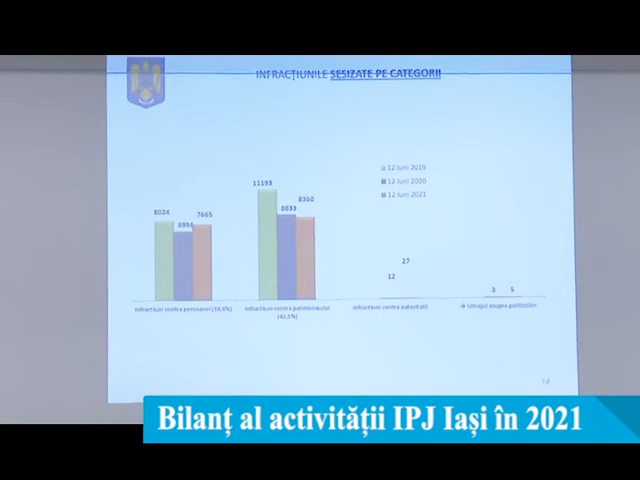 INFRACȚIUNILE SESIZATE PE CATEGORII
12 luni 2019
12 luni 2020
12 luni 2021
11193
8024
6954
7665
8633
8360
27
12
3
5
Infracțiuni contra persoanei (38,6%)
Infracțiuni contra patrimoniului
(42,1%)
Infracțiuni contra autorității
→ Ultrajul asupra polițiștilor
14
Bilanț al activității IPJ Iași în 2021